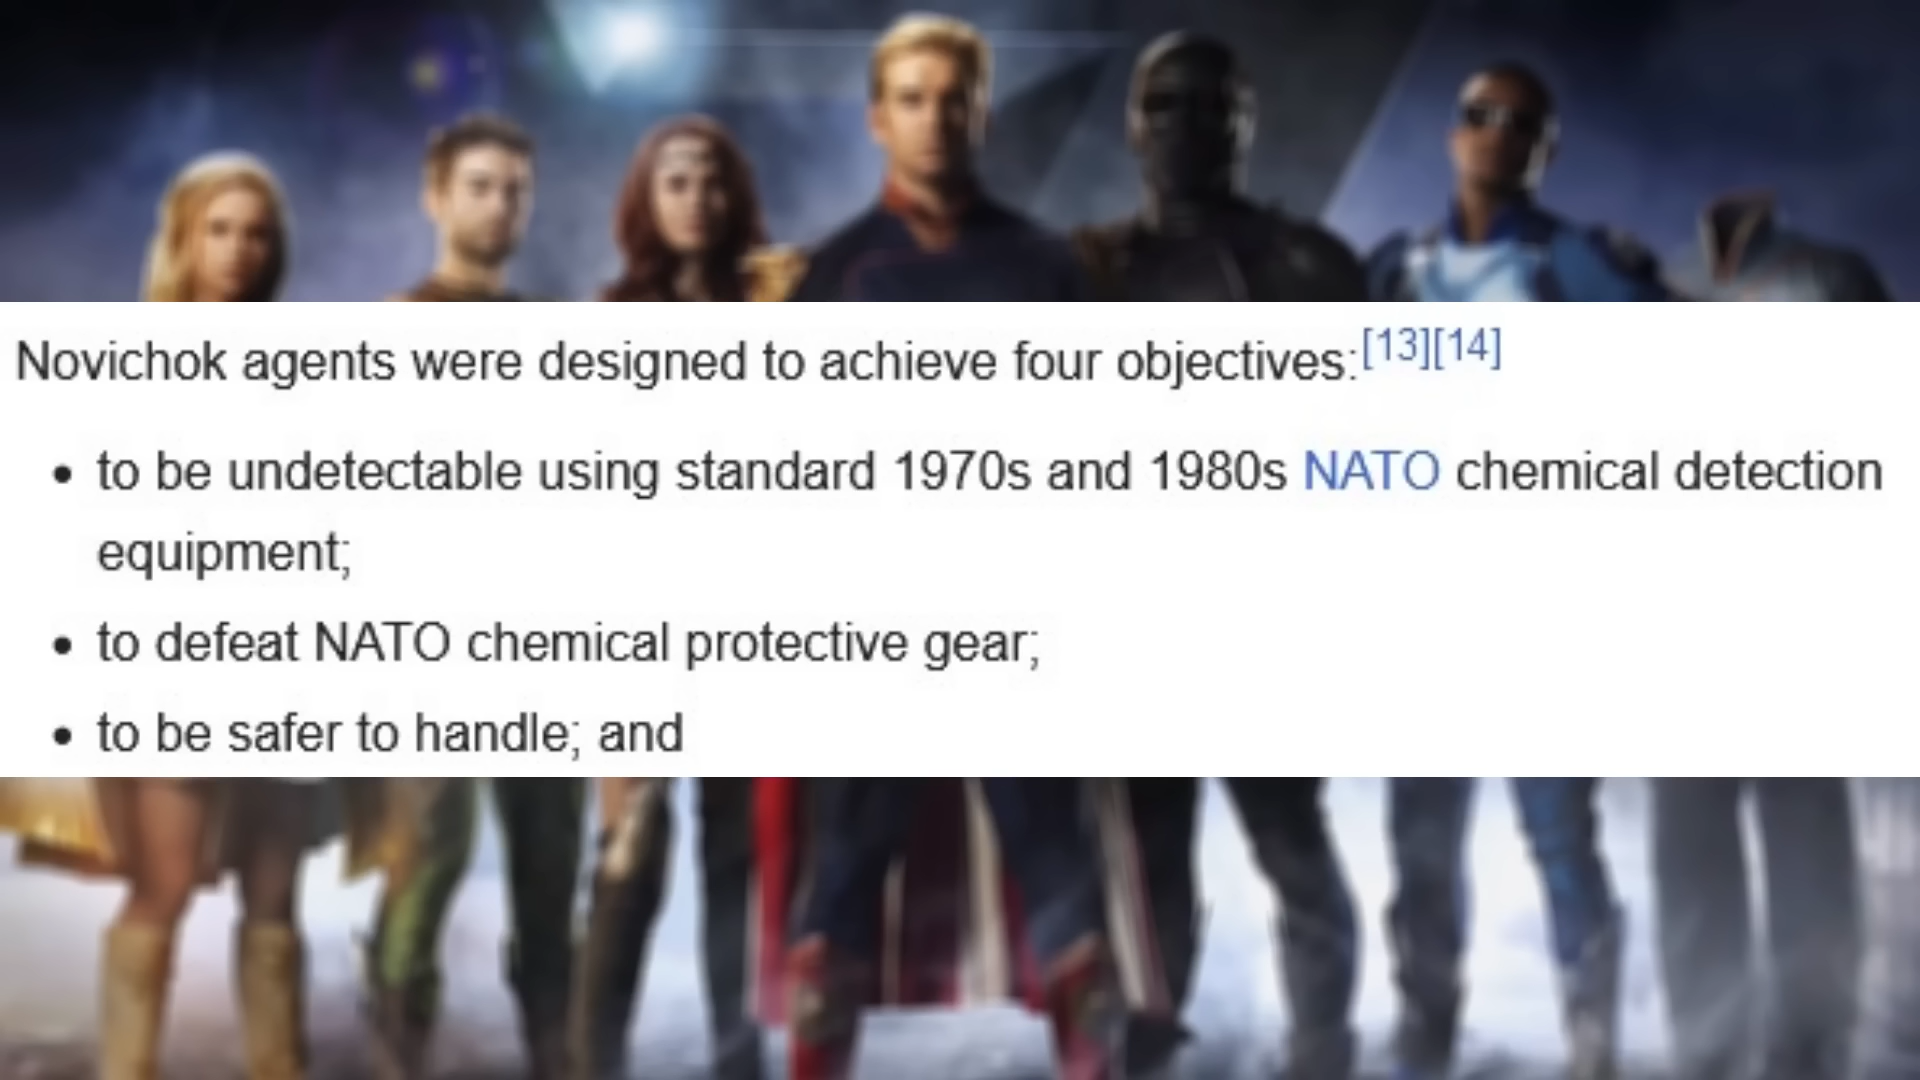 Novichok agents were designed to achieve four objectives:[13][14]
• to be undetectable using standard 1970s and 1980s NATO chemical detection
equipment;
• to defeat NATO chemical protective gear;
• to be safer to handle; and